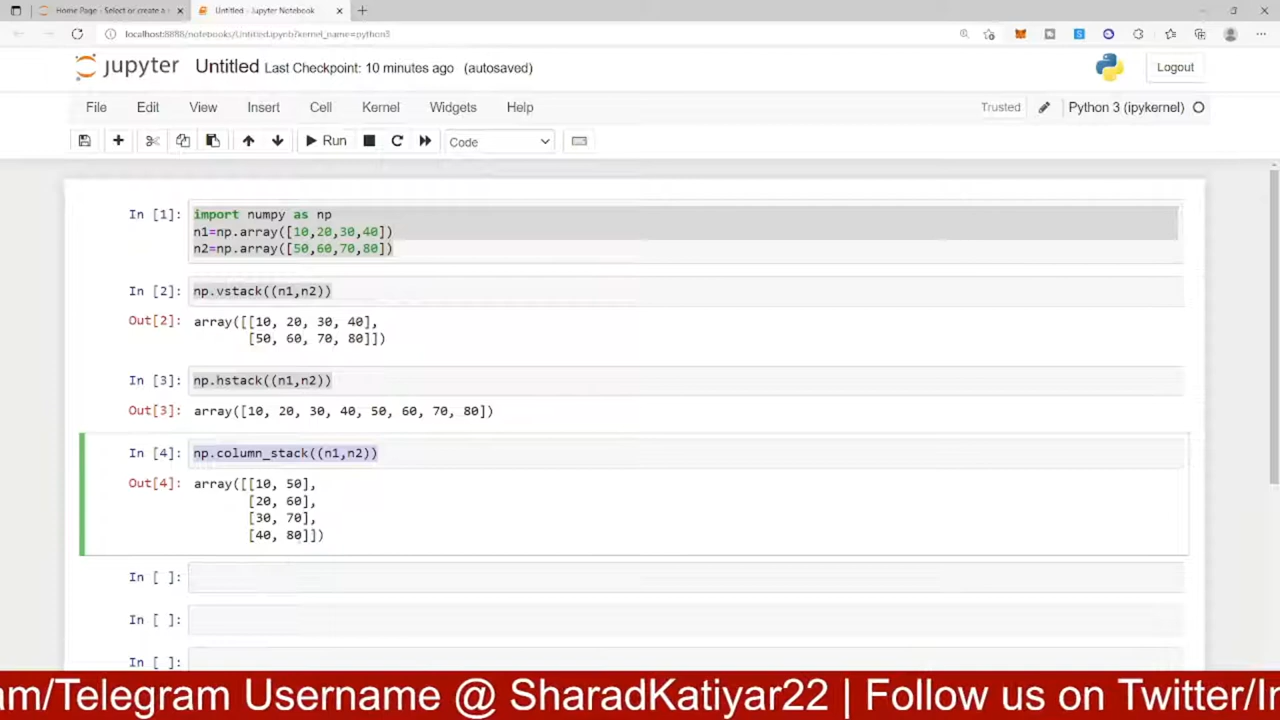 Home Page - Select or create a
Untitled - Jupyter Notebook
localhost:8888/notebooks/Untitled.ipynb?kernel_name=python3
jupyter Untitled Last Checkpoint: 10 minutes ago (autosaved)
Logout
File Edit View Insert Cell Kernel Widgets Help
Trusted
Python 3 (ipykernel)
Run
Code
In [1]: import numpy as np
n1=np.array([10,20,30,40])
n2=np.array([50,60,70,80])
In [2]: np.vstack((n1,n2))
Out[2]: array([[10, 20, 30, 40],
[50, 60, 70, 80]])
In [3]: np.hstack((n1,n2))
Out[3]: array([10, 20, 30, 40, 50, 60, 70, 80])
In [4]: np.column_stack((n1,n2))
Out[4]: array([[10, 50],
[20, 60],
[30, 70],
[40, 80]])
In [ ]:
In [ ]:
In [ ]:
am/Telegram Username @ SharadKatiyar22 | Follow us on Twitter/In